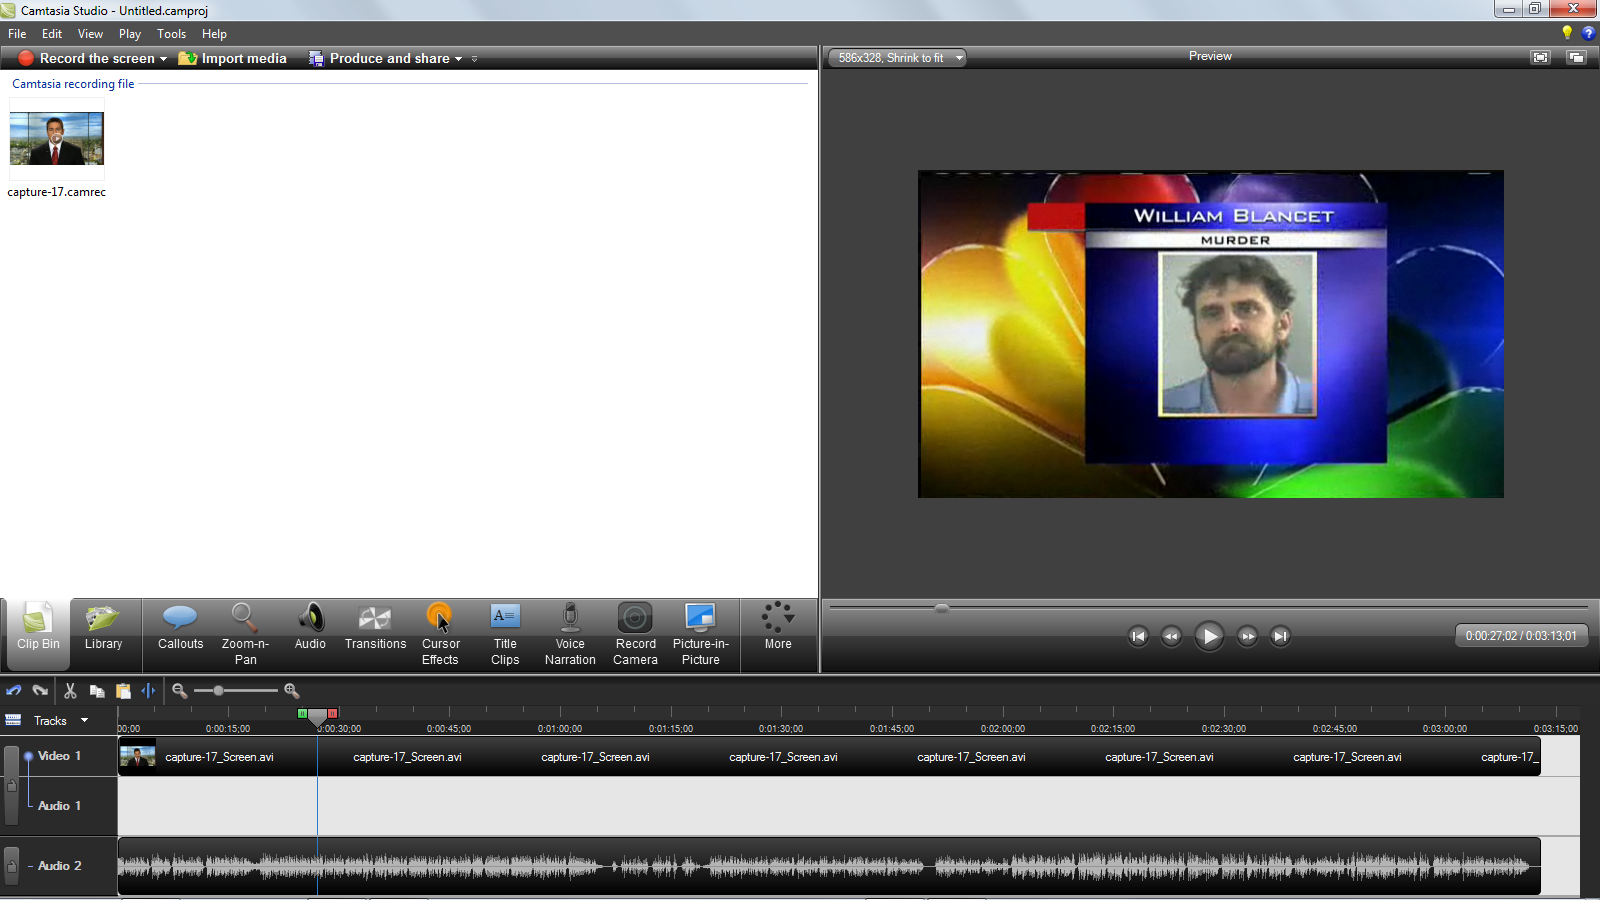 Camtasia Studio - Untitled.camproj
File Edit View Play Tools Help
Record the screen Import media Produce and share
586x328, Shrink to fit
Preview
Camtasia recording file
capture-17.camrec
WILLIAM BLANCET
MURDER
Clip Bin
Library
Callouts
Zoom-n-
Pan
Audio
Transitions
Cursor
Effects
A
Title
Clips
Voice
Narration
Record
Camera
Picture-in-
Picture
More
0:00:27;02 / 0:03:13;01
Tracks
00;00 0:00:15;00 0:00:30;00 0:00:45;00 0:01:00;00 0:01:15;00 0:01:30;00 0:01:45;00 0:02:00;00 0:02:15;00 0:02:30;00 0:02:45;00 0:03:00;00 0:03:15;00
Video 1
capture-17_Screen.avi capture-17_Screen.avi capture-17_Screen.avi capture-17_Screen.avi capture-17_Screen.avi capture-17_Screen.avi capture-17_Screen.avi capture-17_
Audio 1
Audio 2